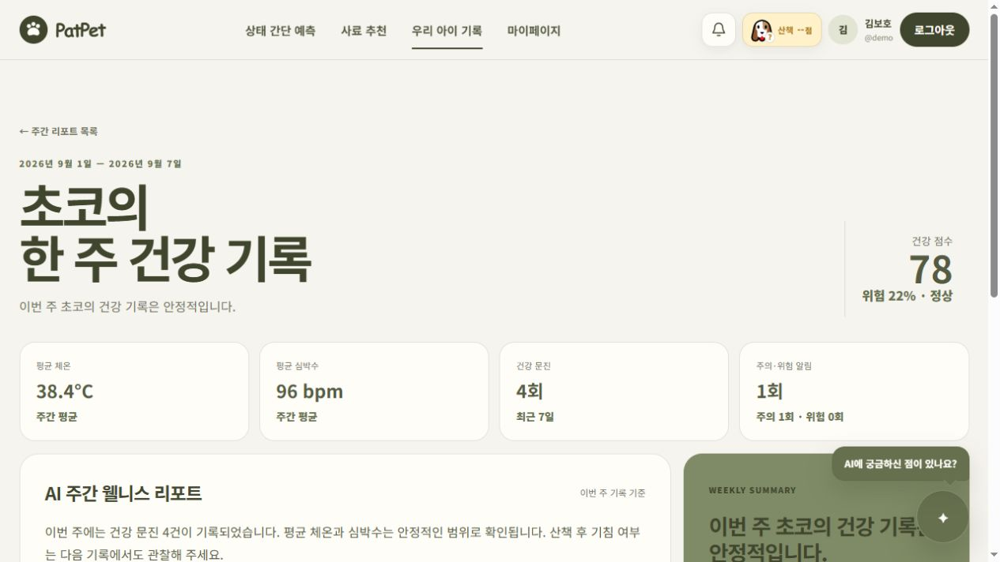 PatPet
상태 간단 예측
사료 추천
우리 아이 기록
마이페이지
산책 --점
?
김
김보호
@demo
로그아웃
← 주간 리포트 목록
2026년 9월 1일 — 2026년 9월 7일
초코의
한 주 건강 기록
이번 주 초코의 건강 기록은 안정적입니다.
건강 점수
78
위험 22% · 정상
평균 체온
38.4°C
주간 평균
평균 심박수
96 bpm
주간 평균
건강 문진
4회
최근 7일
주의·위험 알림
1회
주의 1회 · 위험 0회
AI 주간 웰니스 리포트
이번 주 기록 기준
이번 주에는 건강 문진 4건이 기록되었습니다. 평균 체온과 심박수는 안정적인 범위로 확인됩니다. 산책 후 기침 여부
는 다음 기록에서도 관찰해 주세요.
AI에 궁금하신 점이 있나요?
WEEKLY SUMMARY
이번 주 초코의 건강 기록
안정적입니다.